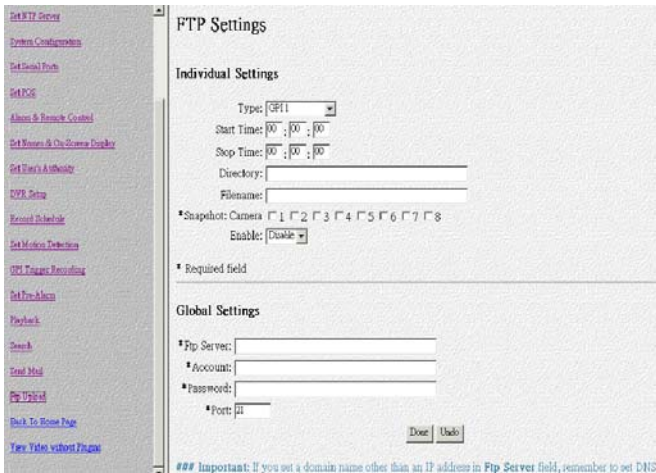 Set NTP Server
System Configuration
Set Serial Ports
Set POS
Alarm & Remote Control
Set Names & On-Screen Display
Set User's Authority
DVR Setup
Record Schedule
Set Motion Detection
GPI Trigger Recording
Set Pre-Alarm
Playback
Search
Send Mail
Ftp Upload
Back To Home Page
View Video without Plugins
FTP Settings
Individual Settings
Type: GPI 1
Start Time: 00 : 00 : 00
Stop Time: 00 : 00 : 00
Directory:
Filename:
*Snapshot: Camera 1 2 3 4 5 6 7 8
Enable: Disable
* Required field
Global Settings
*Ftp Server:
*Account:
*Password:
*Port: 21
Done Undo
### Important: If you set a domain name other than an IP address in Ftp Server field, remember to set DNS